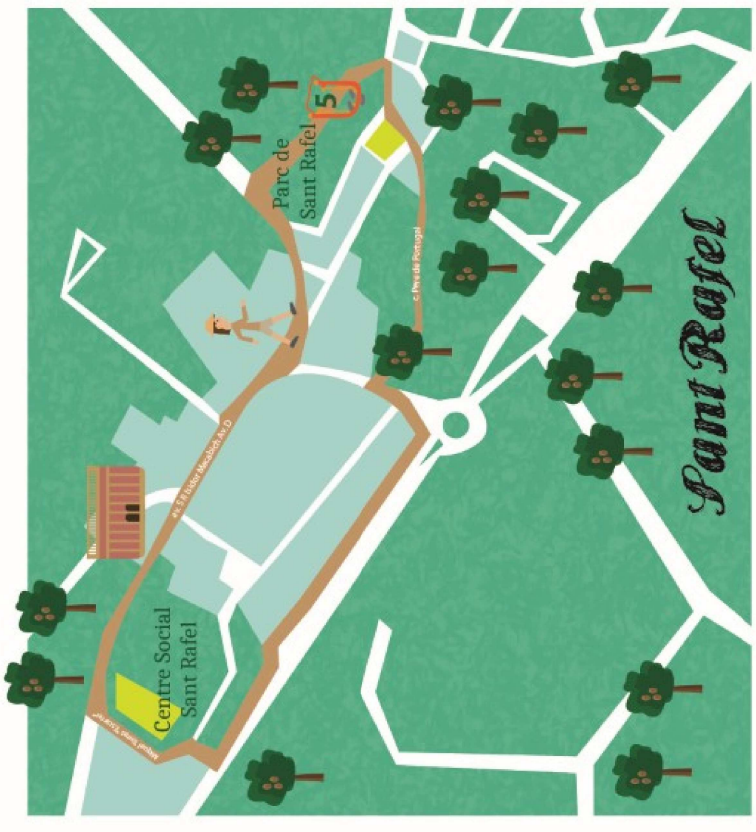 Sant Rafel
5
Parc de
Sant Rafel
c. Pere de Portugal
Centre Social
Sant Rafel